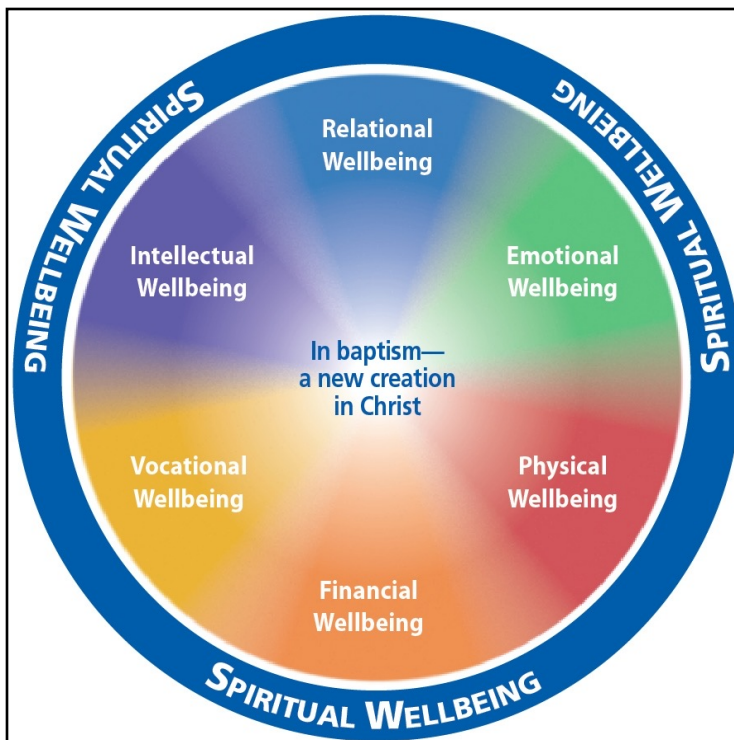 SPIRITUAL WELLBEING
SPIRITUAL WELLBEING
Relational
Wellbeing
Intellectual
Wellbeing
Emotional
Wellbeing
In baptism—
a new creation
in Christ
Vocational
Wellbeing
Physical
Wellbeing
Financial
Wellbeing
SPIRITUAL WELLBEING